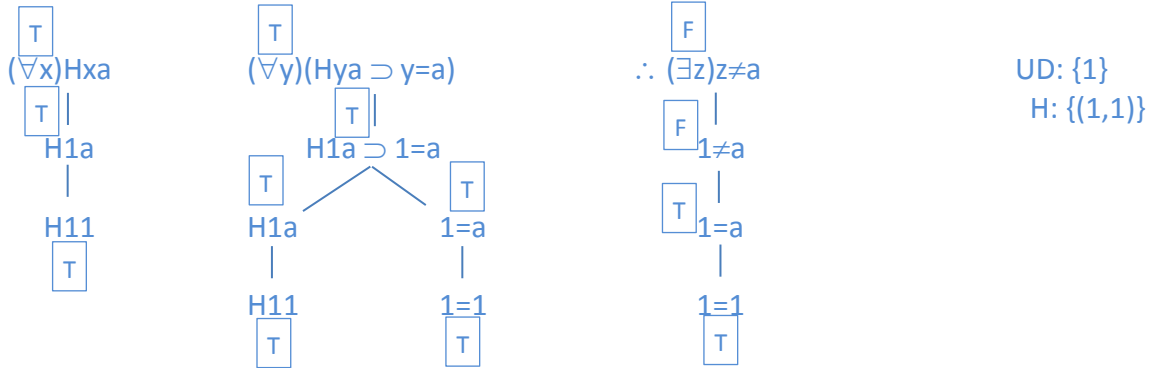 T T F
(∀x)Hxa (∀y)(Hya ⊃ y=a) ∴ (∃z)z≠a UD: {1}
T T F H: {(1,1)}
H1a H1a ⊃ 1=a 1≠a
T T T
H11 H1a 1=a 1=a
T
H11 1=1 1=1
T T T